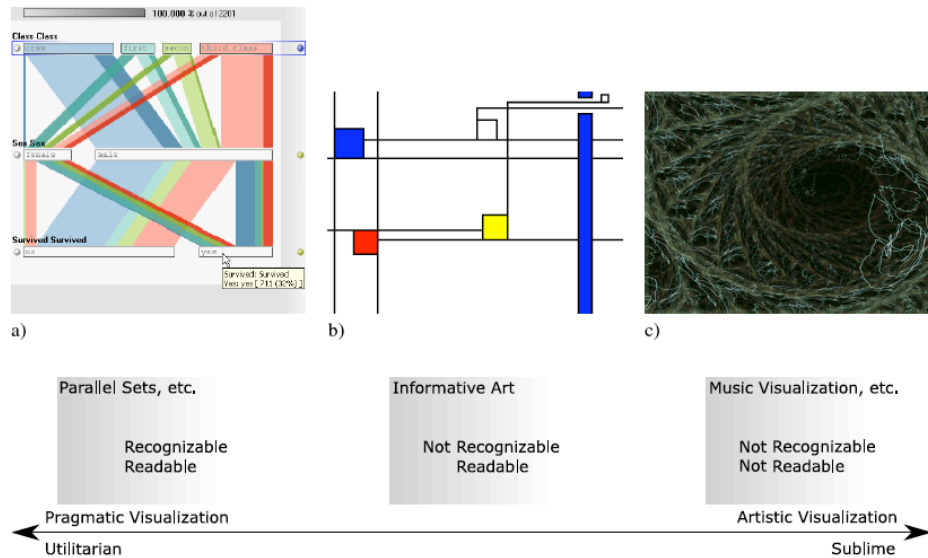 100.000 % out of 2201
Class Class
crew first secon third class
Sex Sex
female male
Survived Survived
no yes
Survived: Survived
Yes: yes [ 711 (32%) ]
a) b) c)
Parallel Sets, etc. Informative Art Music Visualization, etc.
Recognizable Not Recognizable Not Recognizable
Readable Readable Not Readable
Pragmatic Visualization Artistic Visualization
Utilitarian Sublime